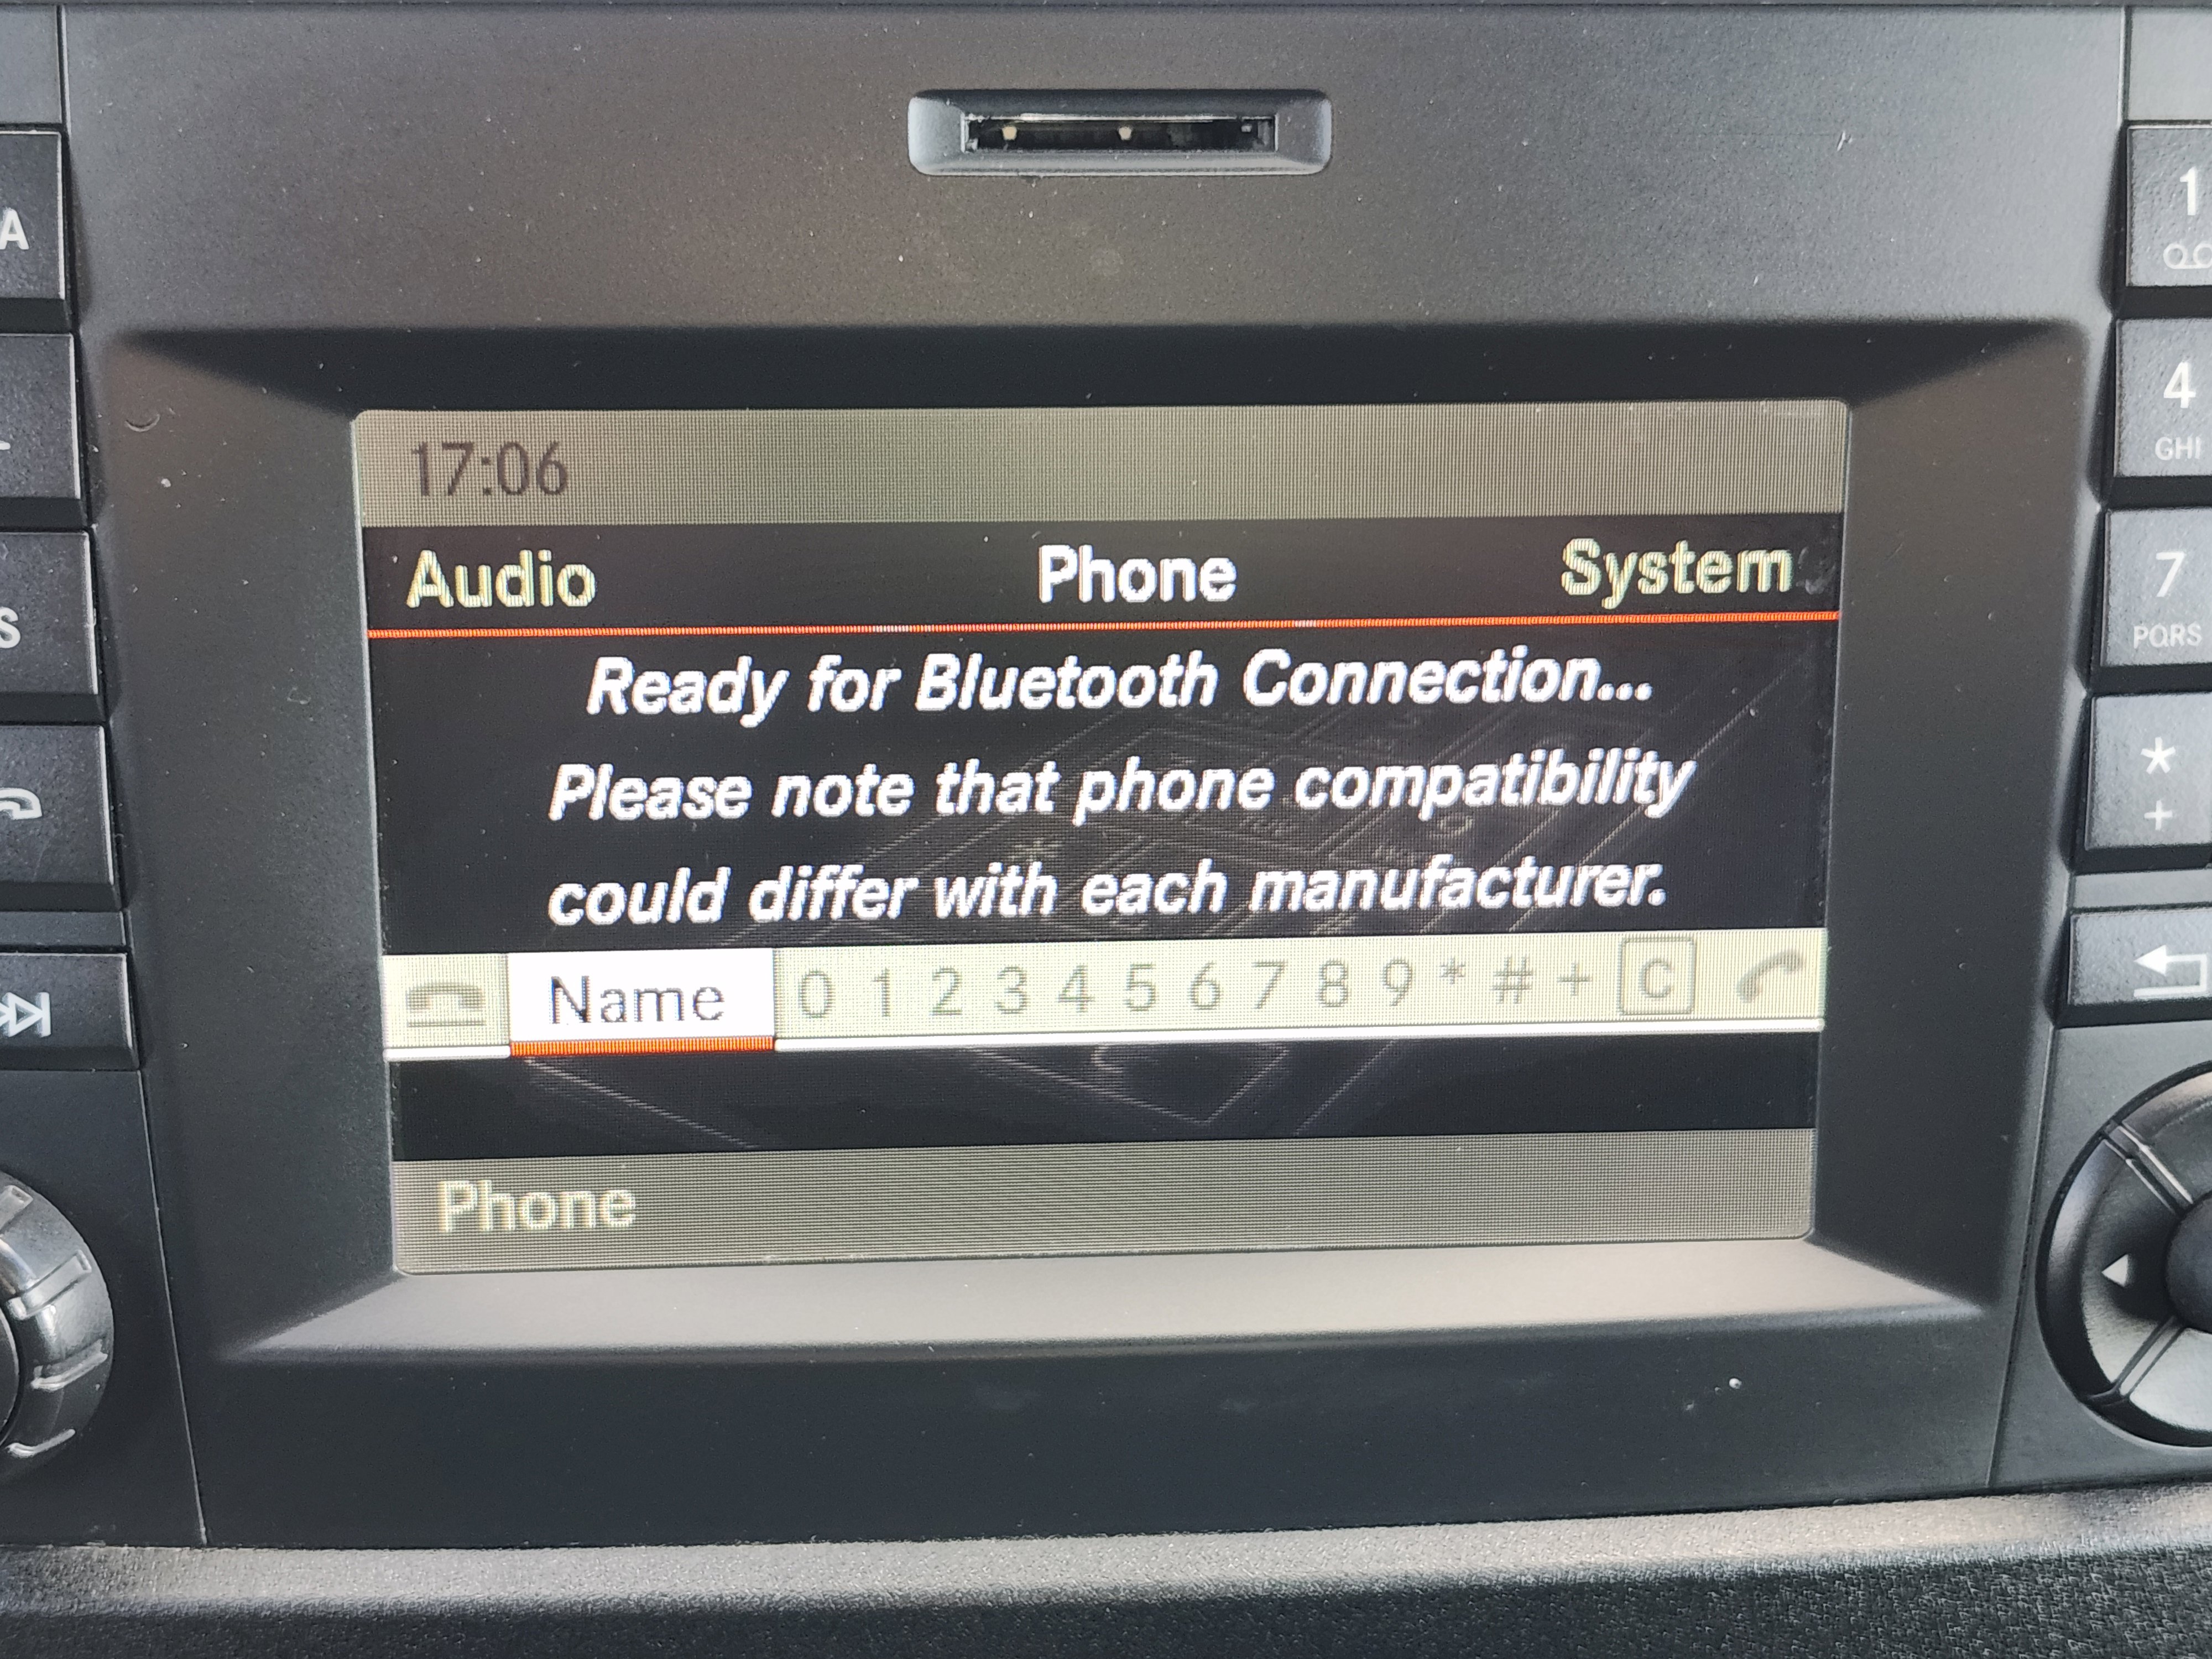 17:06
Audio Phone System
Ready for Bluetooth Connection...
Please note that phone compatibility
could differ with each manufacturer.
Name 0 1 2 3 4 5 6 7 8 9 * # + C
Phone
A
S
1
4
GHI
7
PQRS
*
+